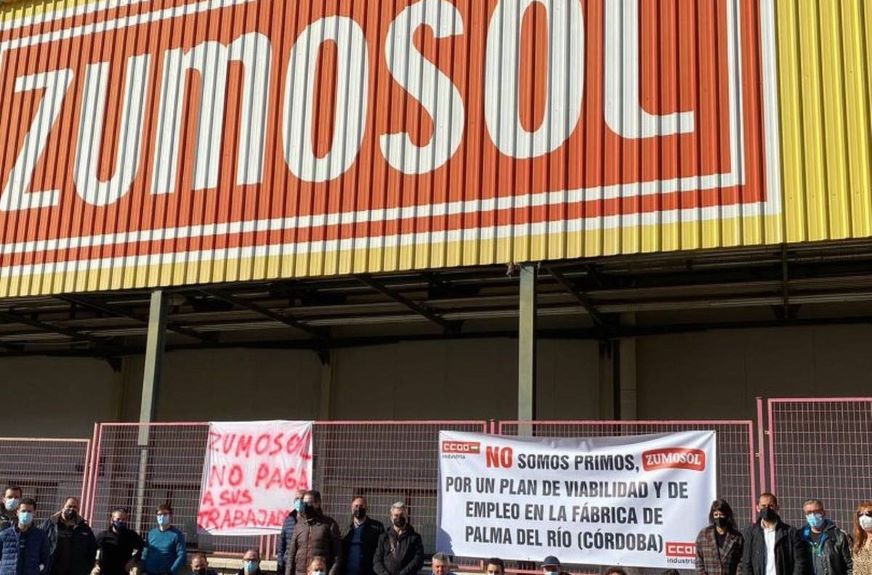 ZUMOSOL
ZUMOSOL
NO PAGA
A SUS
CCOO
industria
NO SOMOS PRIMOS, ZUMOSOL
POR UN PLAN DE VIABILIDAD Y DE
EMPLEO EN LA FÁBRICA DE
PALMA DEL RÍO (CÓRDOBA)
CCOO
industria